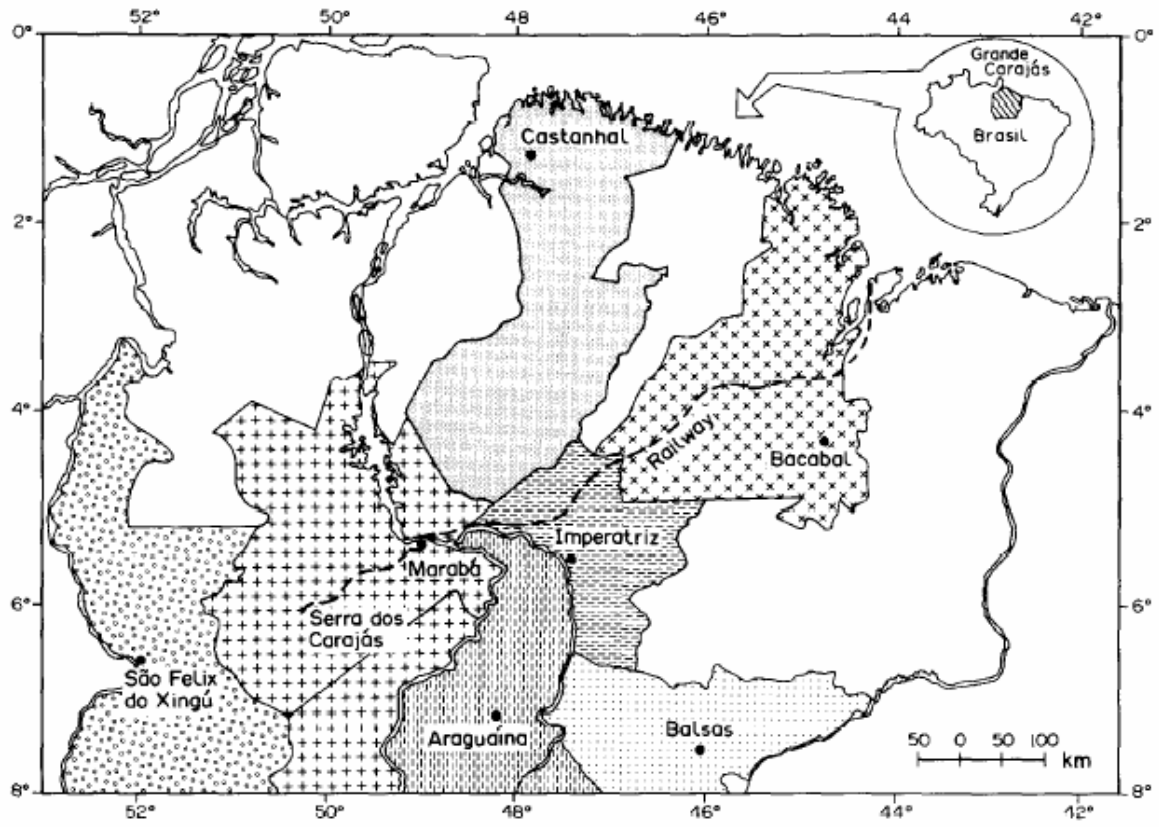 52° 50° 48 46° 44° 42°
0° 0°
Grande
Carajás
Brasil
Castanhal
2° 2°
4° 4°
Railway
Bacabal
Imperatriz
Marabá
6° 6°
Serra dos
Carajás
São Felix
do Xingú
Araguaína
Balsas
50 0 50 100
km
8° 8°
52° 50° 48° 46° 44° 42°